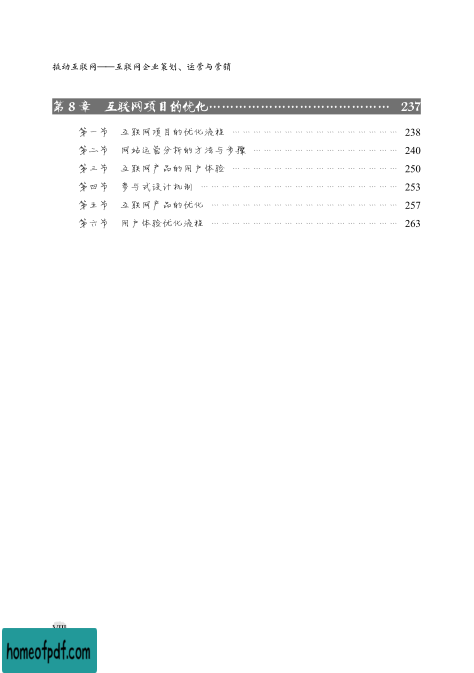 撼动互联网——互联网企业策划、运营与营销
第8章 互联网项目的优化…………………………………… 237
第一节 互联网项目的优化流程 …………………………………… 238
第二节 网站运营分析的方法与步骤 …………………………………… 240
第三节 互联网产品的用户体验 …………………………………… 250
第四节 参与式设计机制 …………………………………… 253
第五节 互联网产品的优化 …………………………………… 257
第六节 用户体验优化流程 …………………………………… 263
VIII
homeofpdf.com